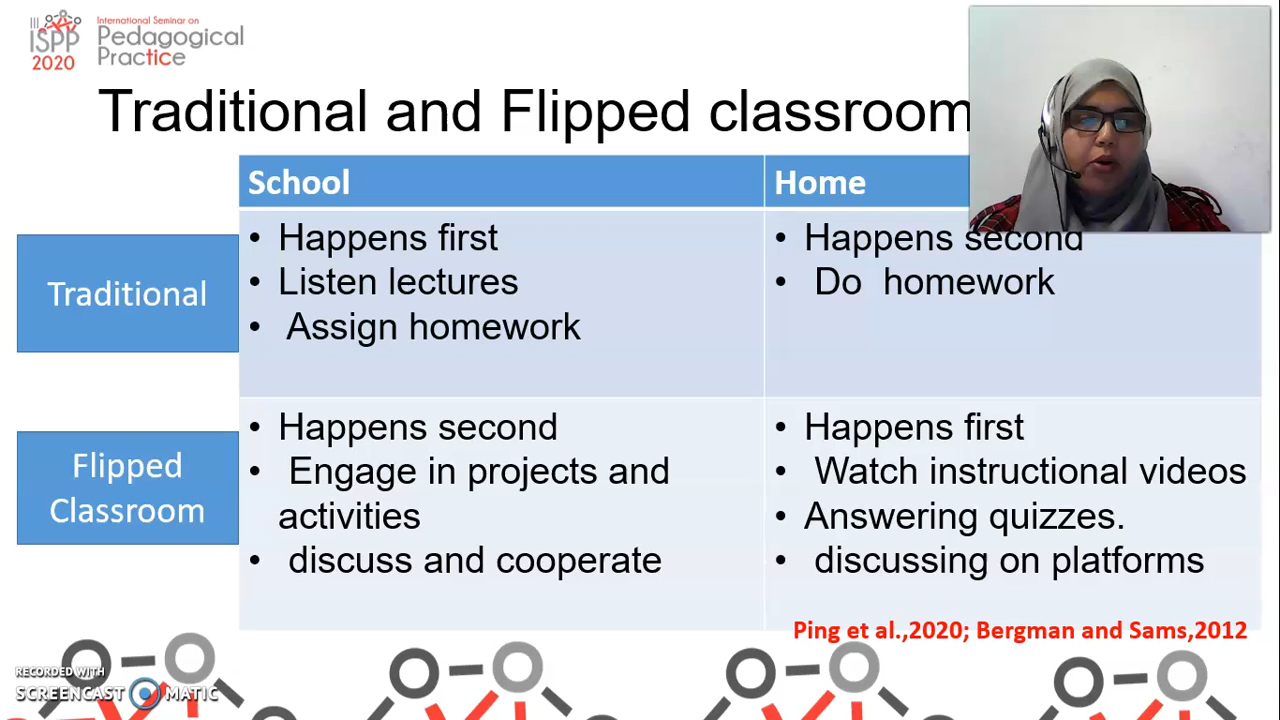 III
ISPP
2020
International Seminar on
Pedagogical
Practice
Traditional and Flipped classroom
School
Home
Traditional
• Happens first
• Listen lectures
• Assign homework
• Happens second
• Do homework
Flipped
Classroom
• Happens second
• Engage in projects and
activities
• discuss and cooperate
• Happens first
• Watch instructional videos
• Answering quizzes.
• discussing on platforms
Ping et al.,2020; Bergman and Sams,2012
RECORDED WITH
SCREENCAST MATIC